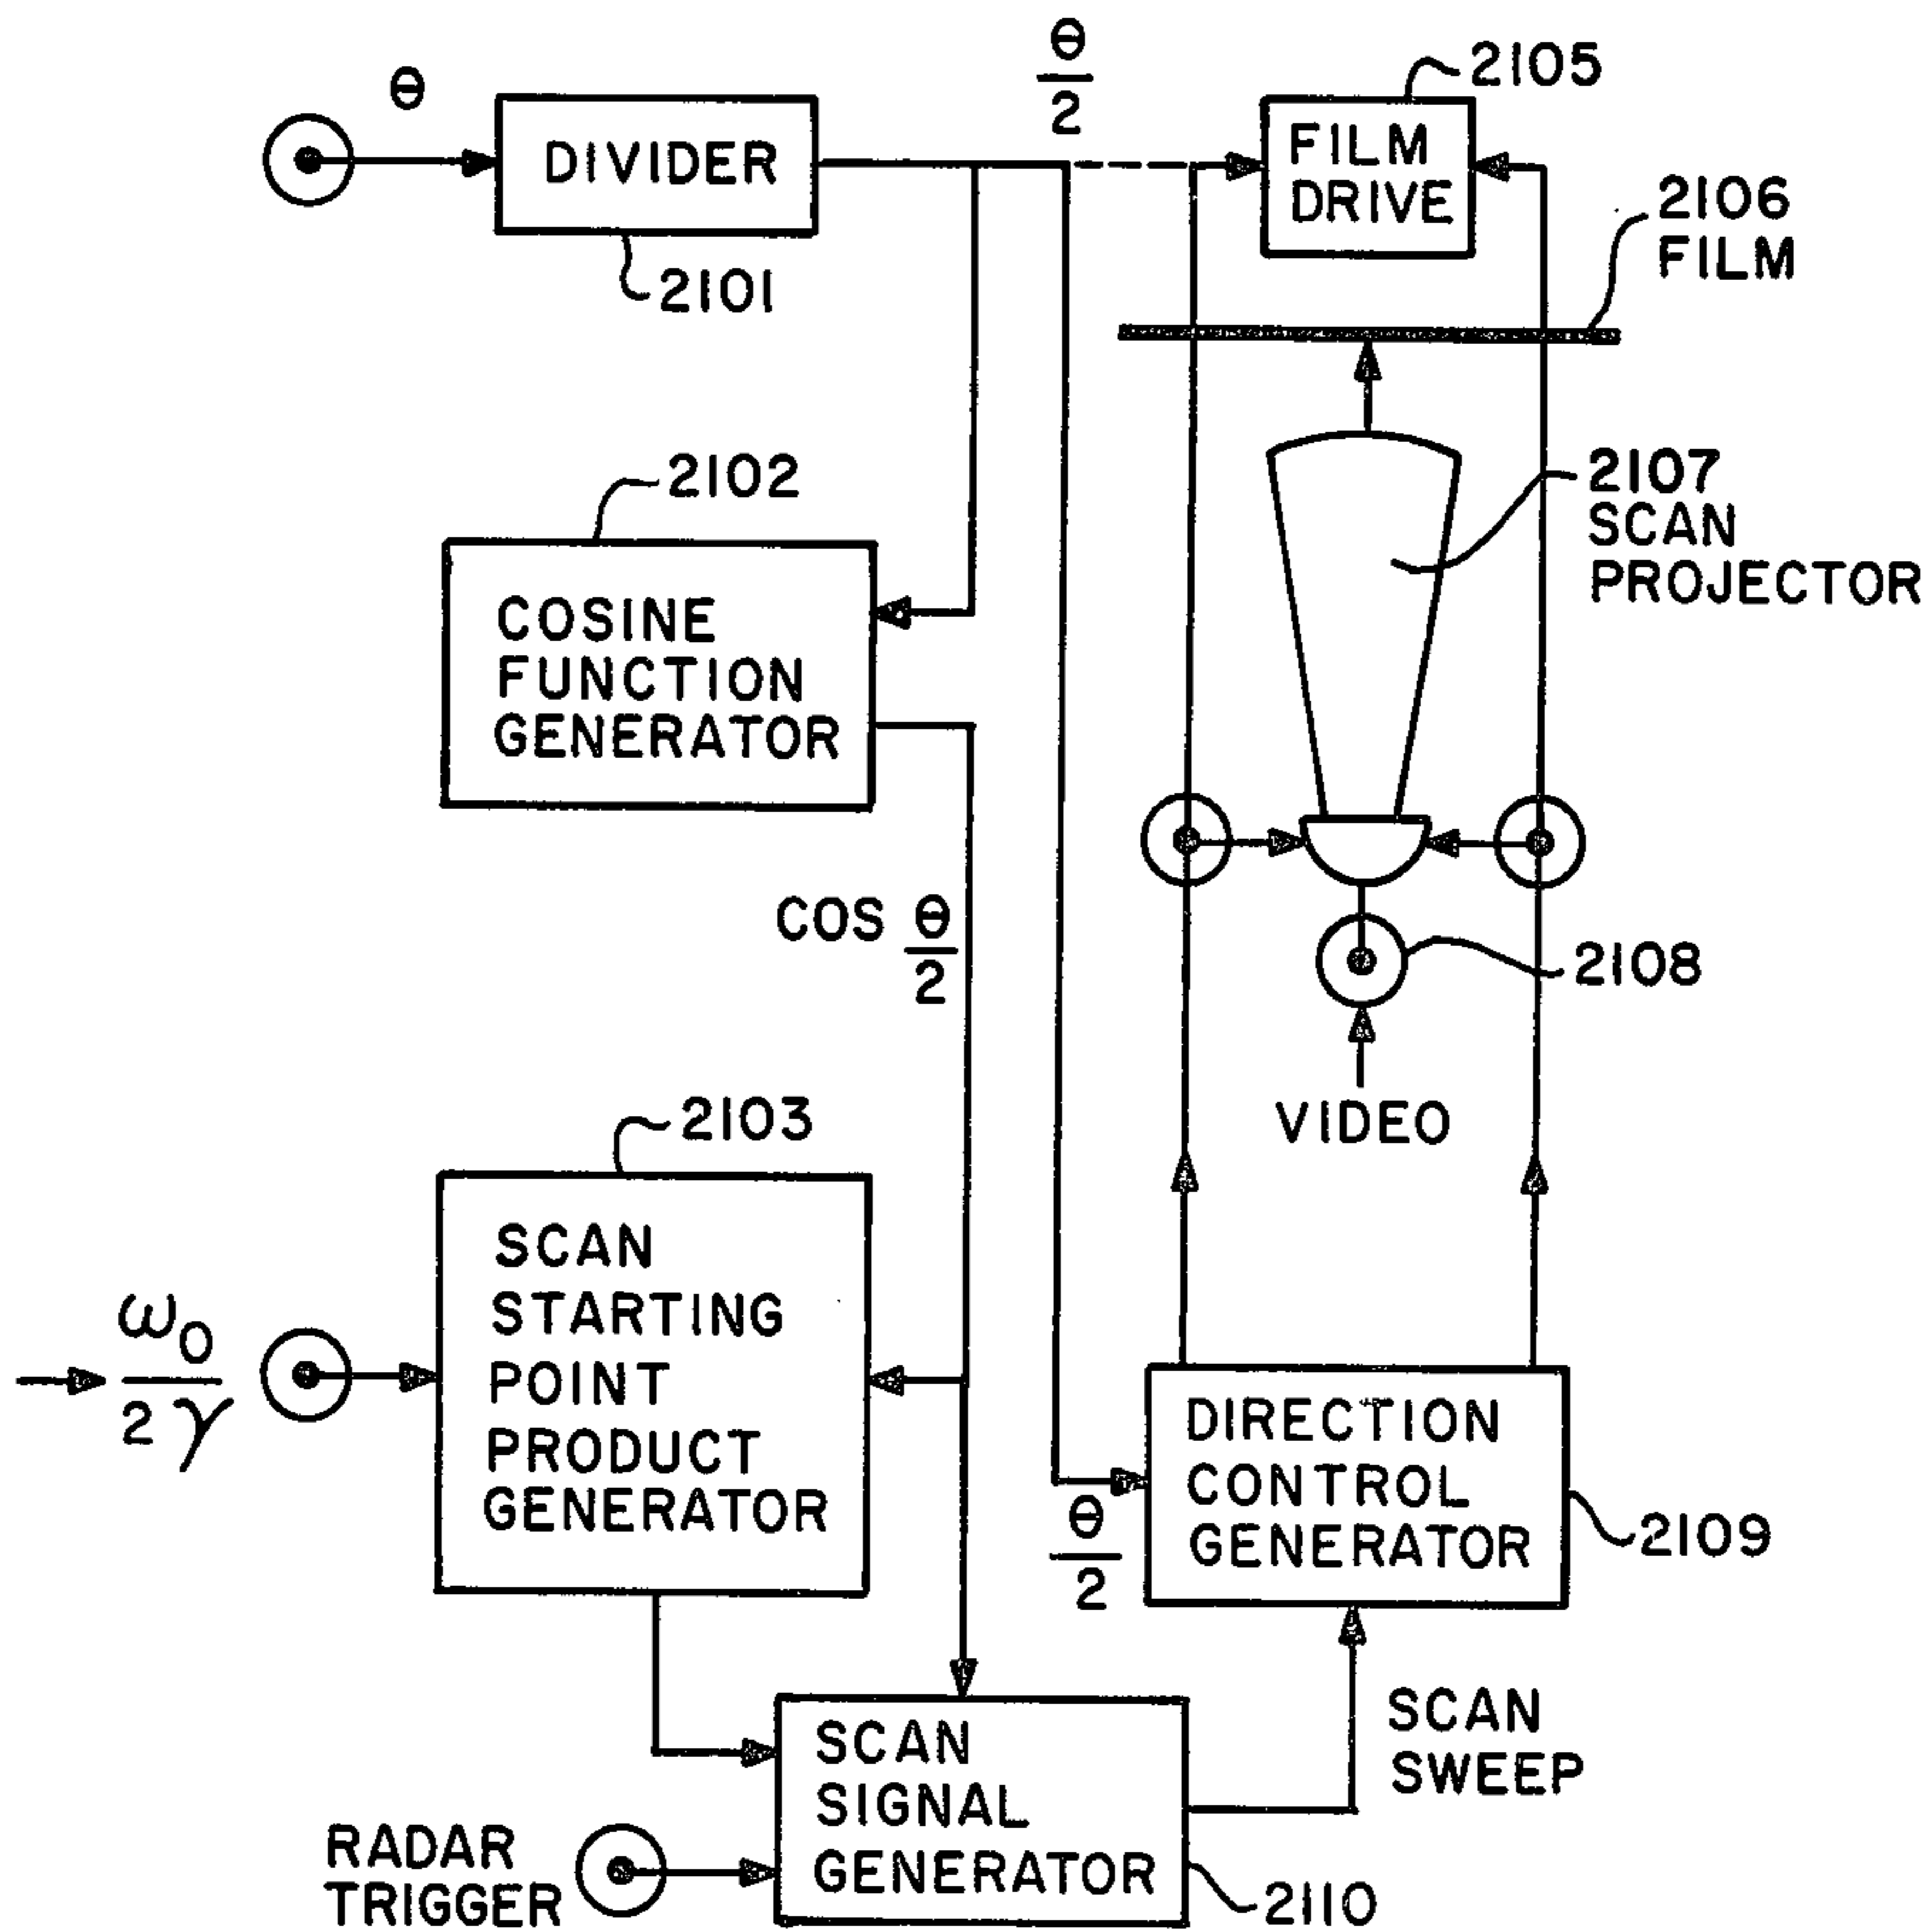 θ
DIVIDER
2101
θ/2
2105
FILM
DRIVE
2106
FILM
2102
COSINE
FUNCTION
GENERATOR
2107
SCAN
PROJECTOR
COS θ/2
2108
VIDEO
2103
SCAN
STARTING
POINT
PRODUCT
GENERATOR
ω0/2γ
θ/2
DIRECTION
CONTROL
GENERATOR
2109
SCAN
SIGNAL
GENERATOR
2110
SCAN
SWEEP
RADAR
TRIGGER